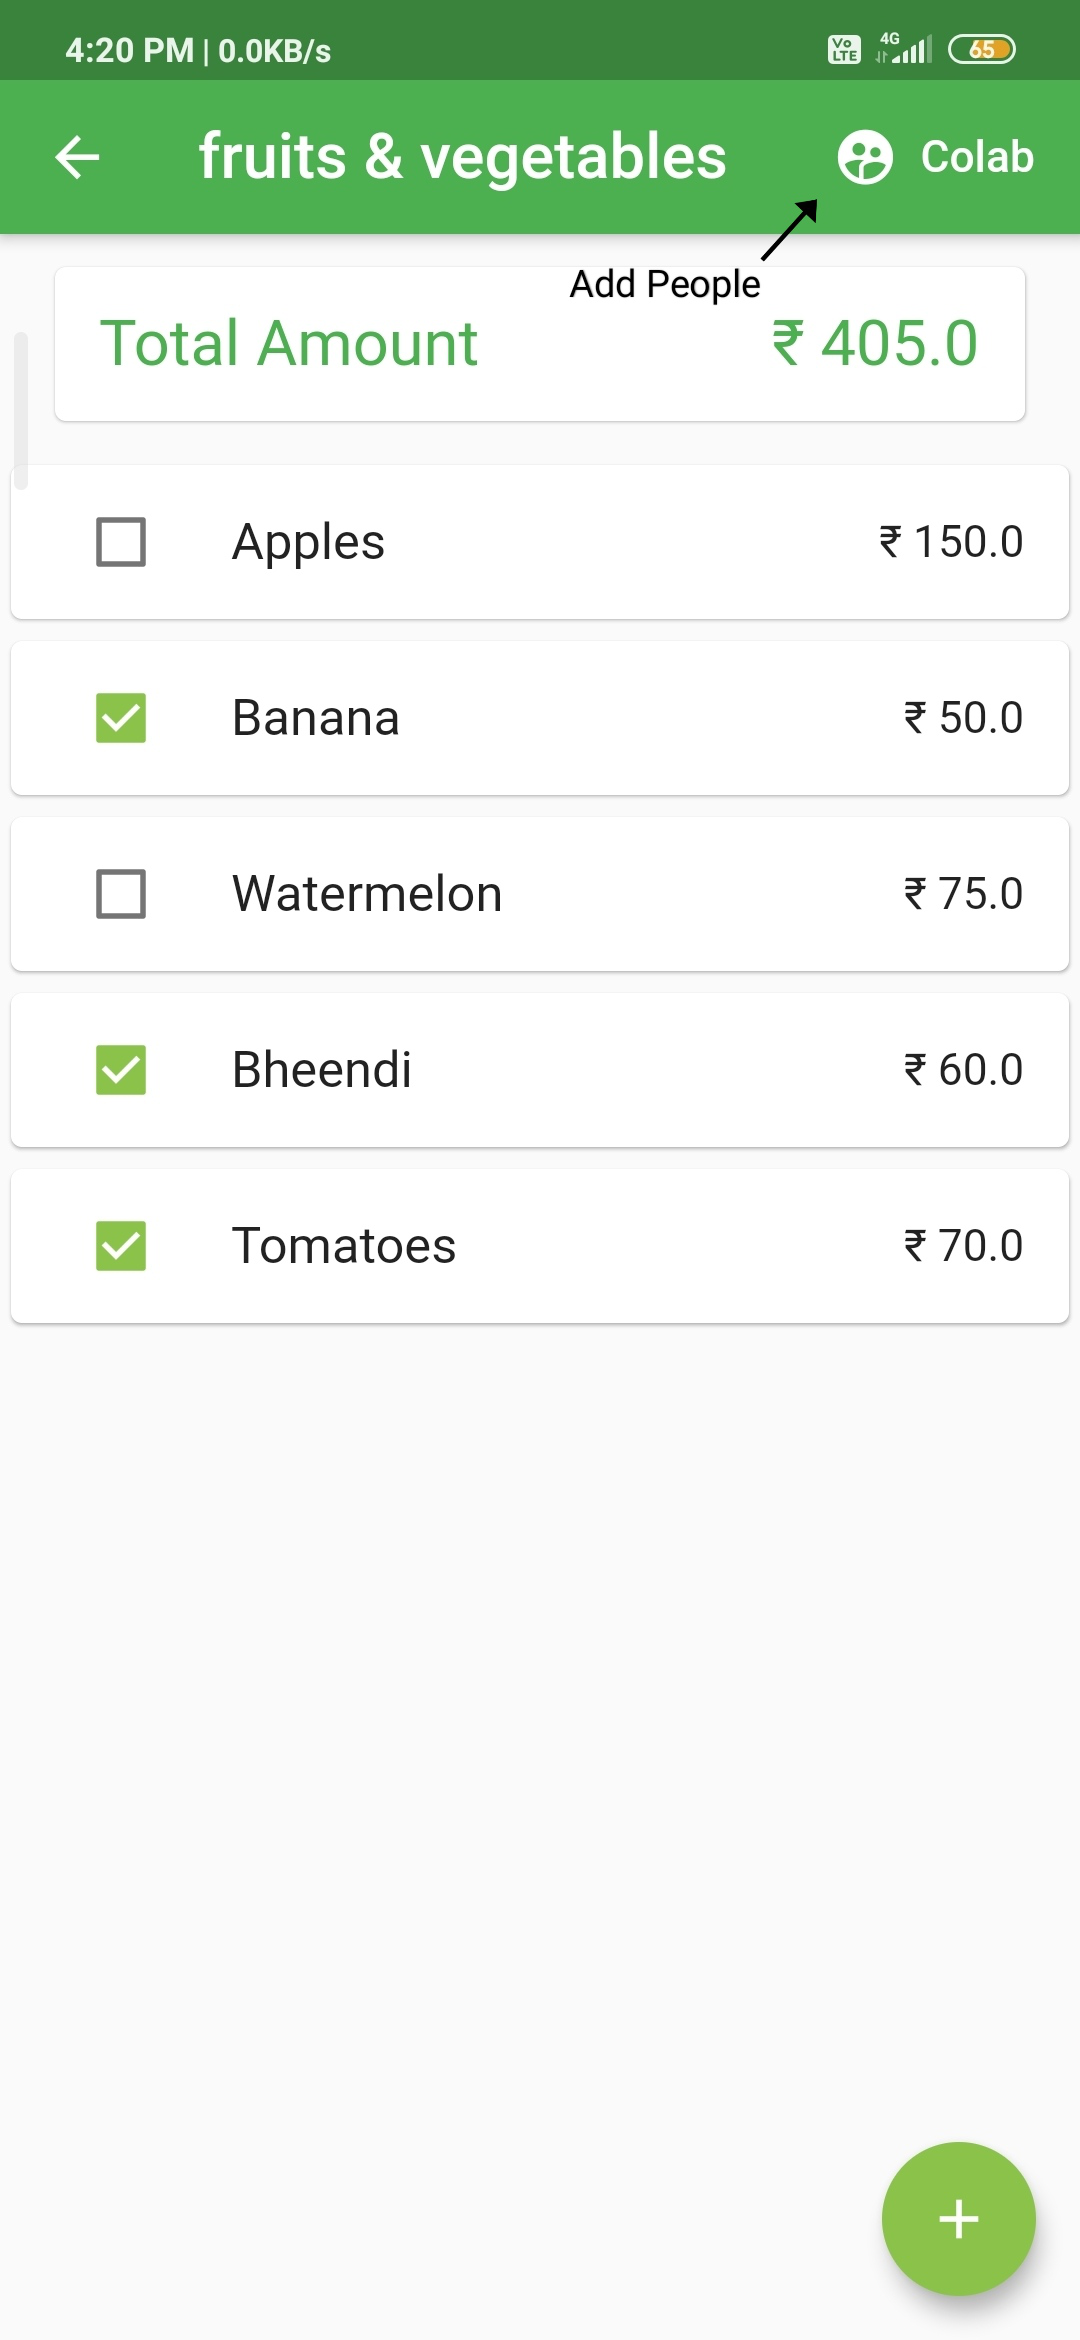 4:20 PM | 0.0KB/s Vo LTE 4G 65
fruits & vegetables Colab
Add People
Total Amount ₹ 405.0
Apples ₹ 150.0
Banana ₹ 50.0
Watermelon ₹ 75.0
Bheendi ₹ 60.0
Tomatoes ₹ 70.0
+